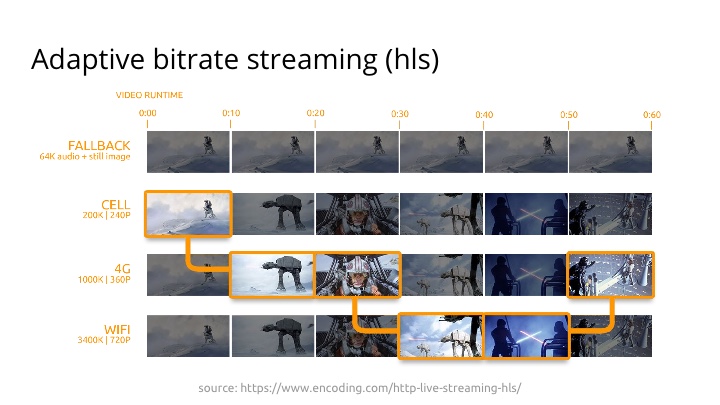 Adaptive bitrate streaming (hls)
VIDEO RUNTIME
0:00 0:10 0:20 0:30 0:40 0:50 0:60
FALLBACK
64K audio + still image
CELL
200K | 240P
4G
1000K | 360P
WIFI
3400K | 720P
source: https://www.encoding.com/http-live-streaming-hls/